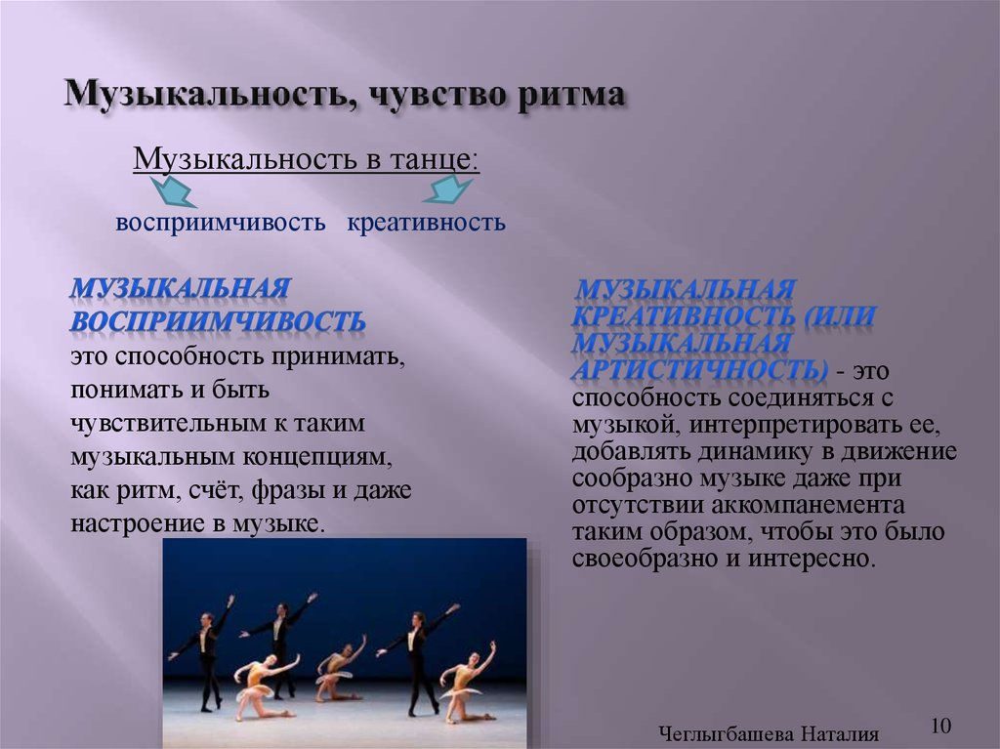 Музыкальность, чувство ритма
Музыкальность в танце:
восприимчивость креативность
МУЗЫКАЛЬНАЯ
ВОСПРИИМЧИВОСТЬ
это способность принимать,
понимать и быть
чувствительным к таким
музыкальным концепциям,
как ритм, счёт, фразы и даже
настроение в музыке.
МУЗЫКАЛЬНАЯ
КРЕАТИВНОСТЬ (ИЛИ
МУЗЫКАЛЬНАЯ
АРТИСТИЧНОСТЬ) - это
способность соединяться с
музыкой, интерпретировать ее,
добавлять динамику в движение
сообразно музыке даже при
отсутствии аккомпанемента
таким образом, чтобы это было
своеобразно и интересно.
Чеглыгбашева Наталия
10